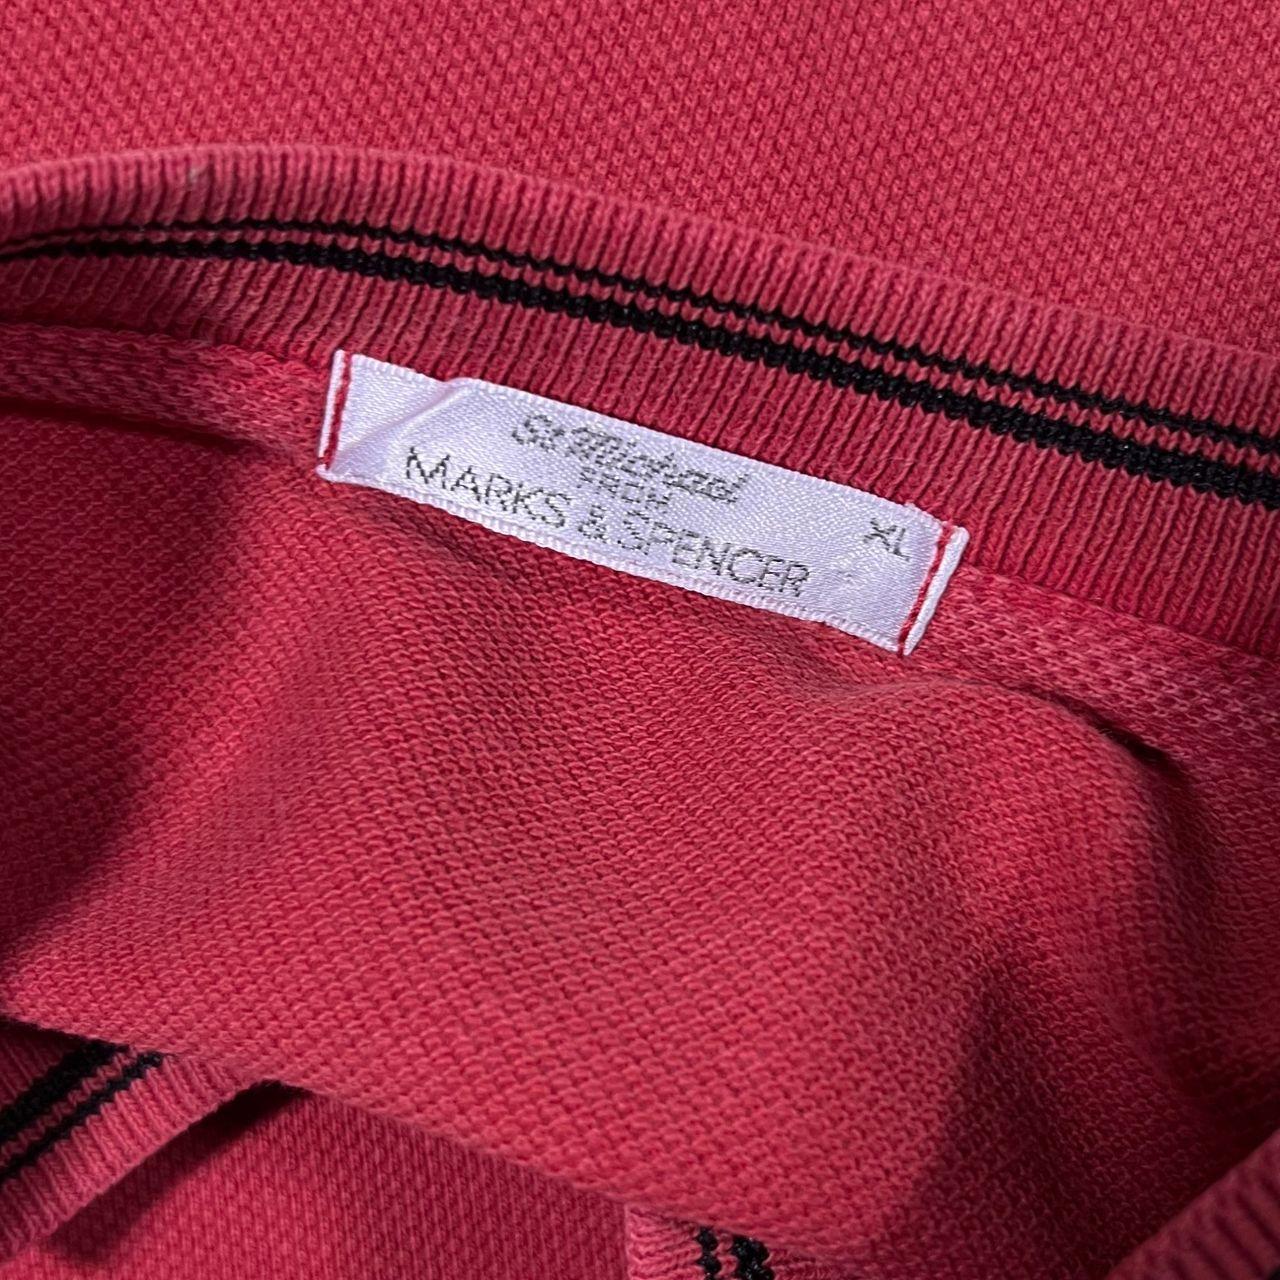 St Michael
FROM
MARKS & SPENCER
XL